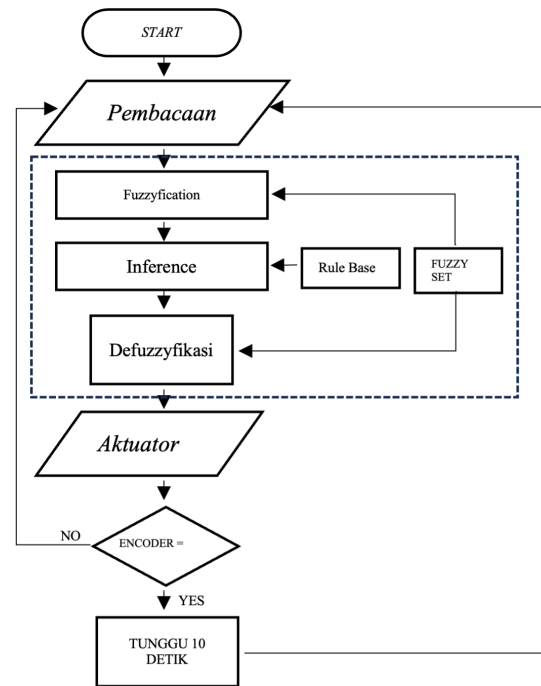 START
Pembacaan
Fuzzyfication
Inference
Rule Base
FUZZY
SET
Defuzzyfikasi
Aktuator
ENCODER =
NO
YES
TUNGGU 10
DETIK